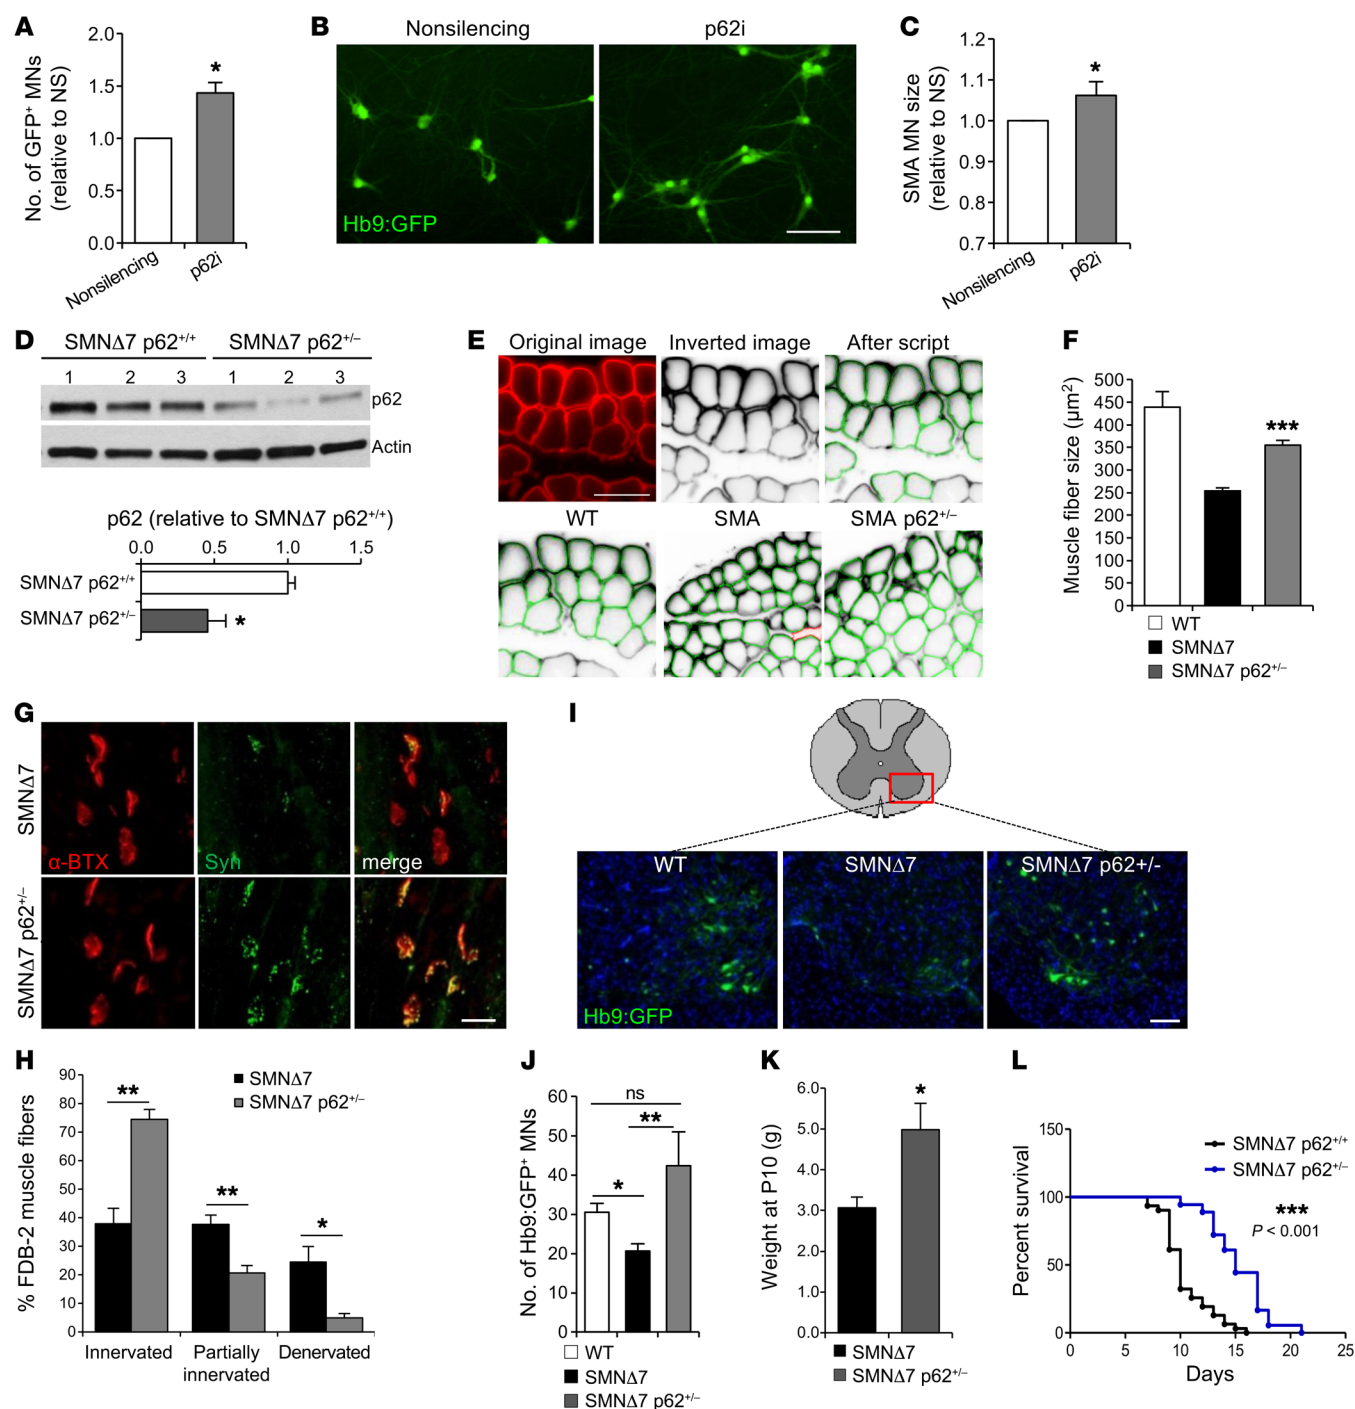 A
2.0
1.5
1.0
0.5
0.0
No. of GFP⁺ MNs
(relative to NS)
*
Nonsilencing
p62i
B
Nonsilencing
p62i
Hb9:GFP
C
1.2
1.1
1.0
0.9
0.8
0.7
SMA MN size
(relative to NS)
*
Nonsilencing
p62i
D
SMNΔ7 p62⁺/⁺
SMNΔ7 p62⁺/⁻
1 2 3 1 2 3
p62
Actin
p62 (relative to SMNΔ7 p62⁺/⁺)
0.0 0.5 1.0 1.5
SMNΔ7 p62⁺/⁺
SMNΔ7 p62⁺/⁻
*
E
Original image
Inverted image
After script
WT
SMA
SMA p62⁺/⁻
F
500
450
400
350
300
250
200
150
100
50
0
Muscle fiber size (µm²)
***
WT
SMNΔ7
SMNΔ7 p62⁺/⁻
G
SMNΔ7
α-BTX
Syn
merge
SMNΔ7 p62⁺/⁻
I
WT
SMNΔ7
SMNΔ7 p62+/-
Hb9:GFP
H
90
80
70
60
50
40
30
20
10
0
% FDB-2 muscle fibers
SMNΔ7
SMNΔ7 p62⁺/⁻
**
**
*
Innervated
Partially
innervated
Denervated
J
60
50
40
30
20
10
0
No. of Hb9:GFP⁺ MNs
ns
**
*
WT
SMNΔ7
SMNΔ7 p62⁺/⁻
K
6.0
5.0
4.0
3.0
2.0
1.0
0
Weight at P10 (g)
*
SMNΔ7
SMNΔ7 p62⁺/⁻
L
150
100
50
0
Percent survival
SMNΔ7 p62⁺/⁺
SMNΔ7 p62⁺/⁻
***
P < 0.001
0 5 10 15 20 25
Days